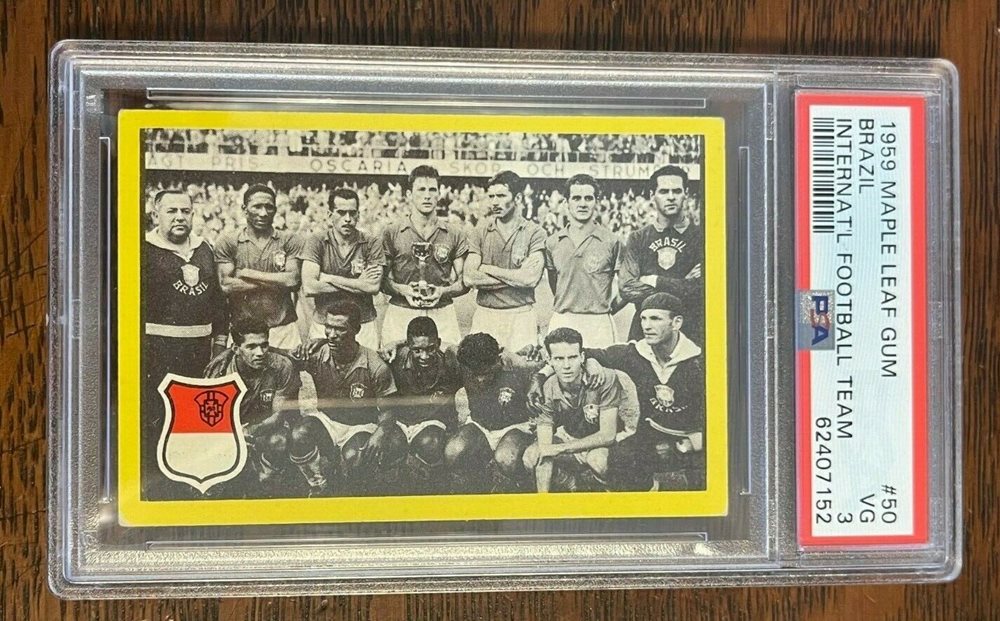 1959 MAPLE LEAF GUM #50
BRAZIL VG
INTERNAT'L FOOTBALL TEAM 3
PSA 62407152
AGT PRIS OSCARIA SKOR OCH STRUM
BRASIL
BRASIL